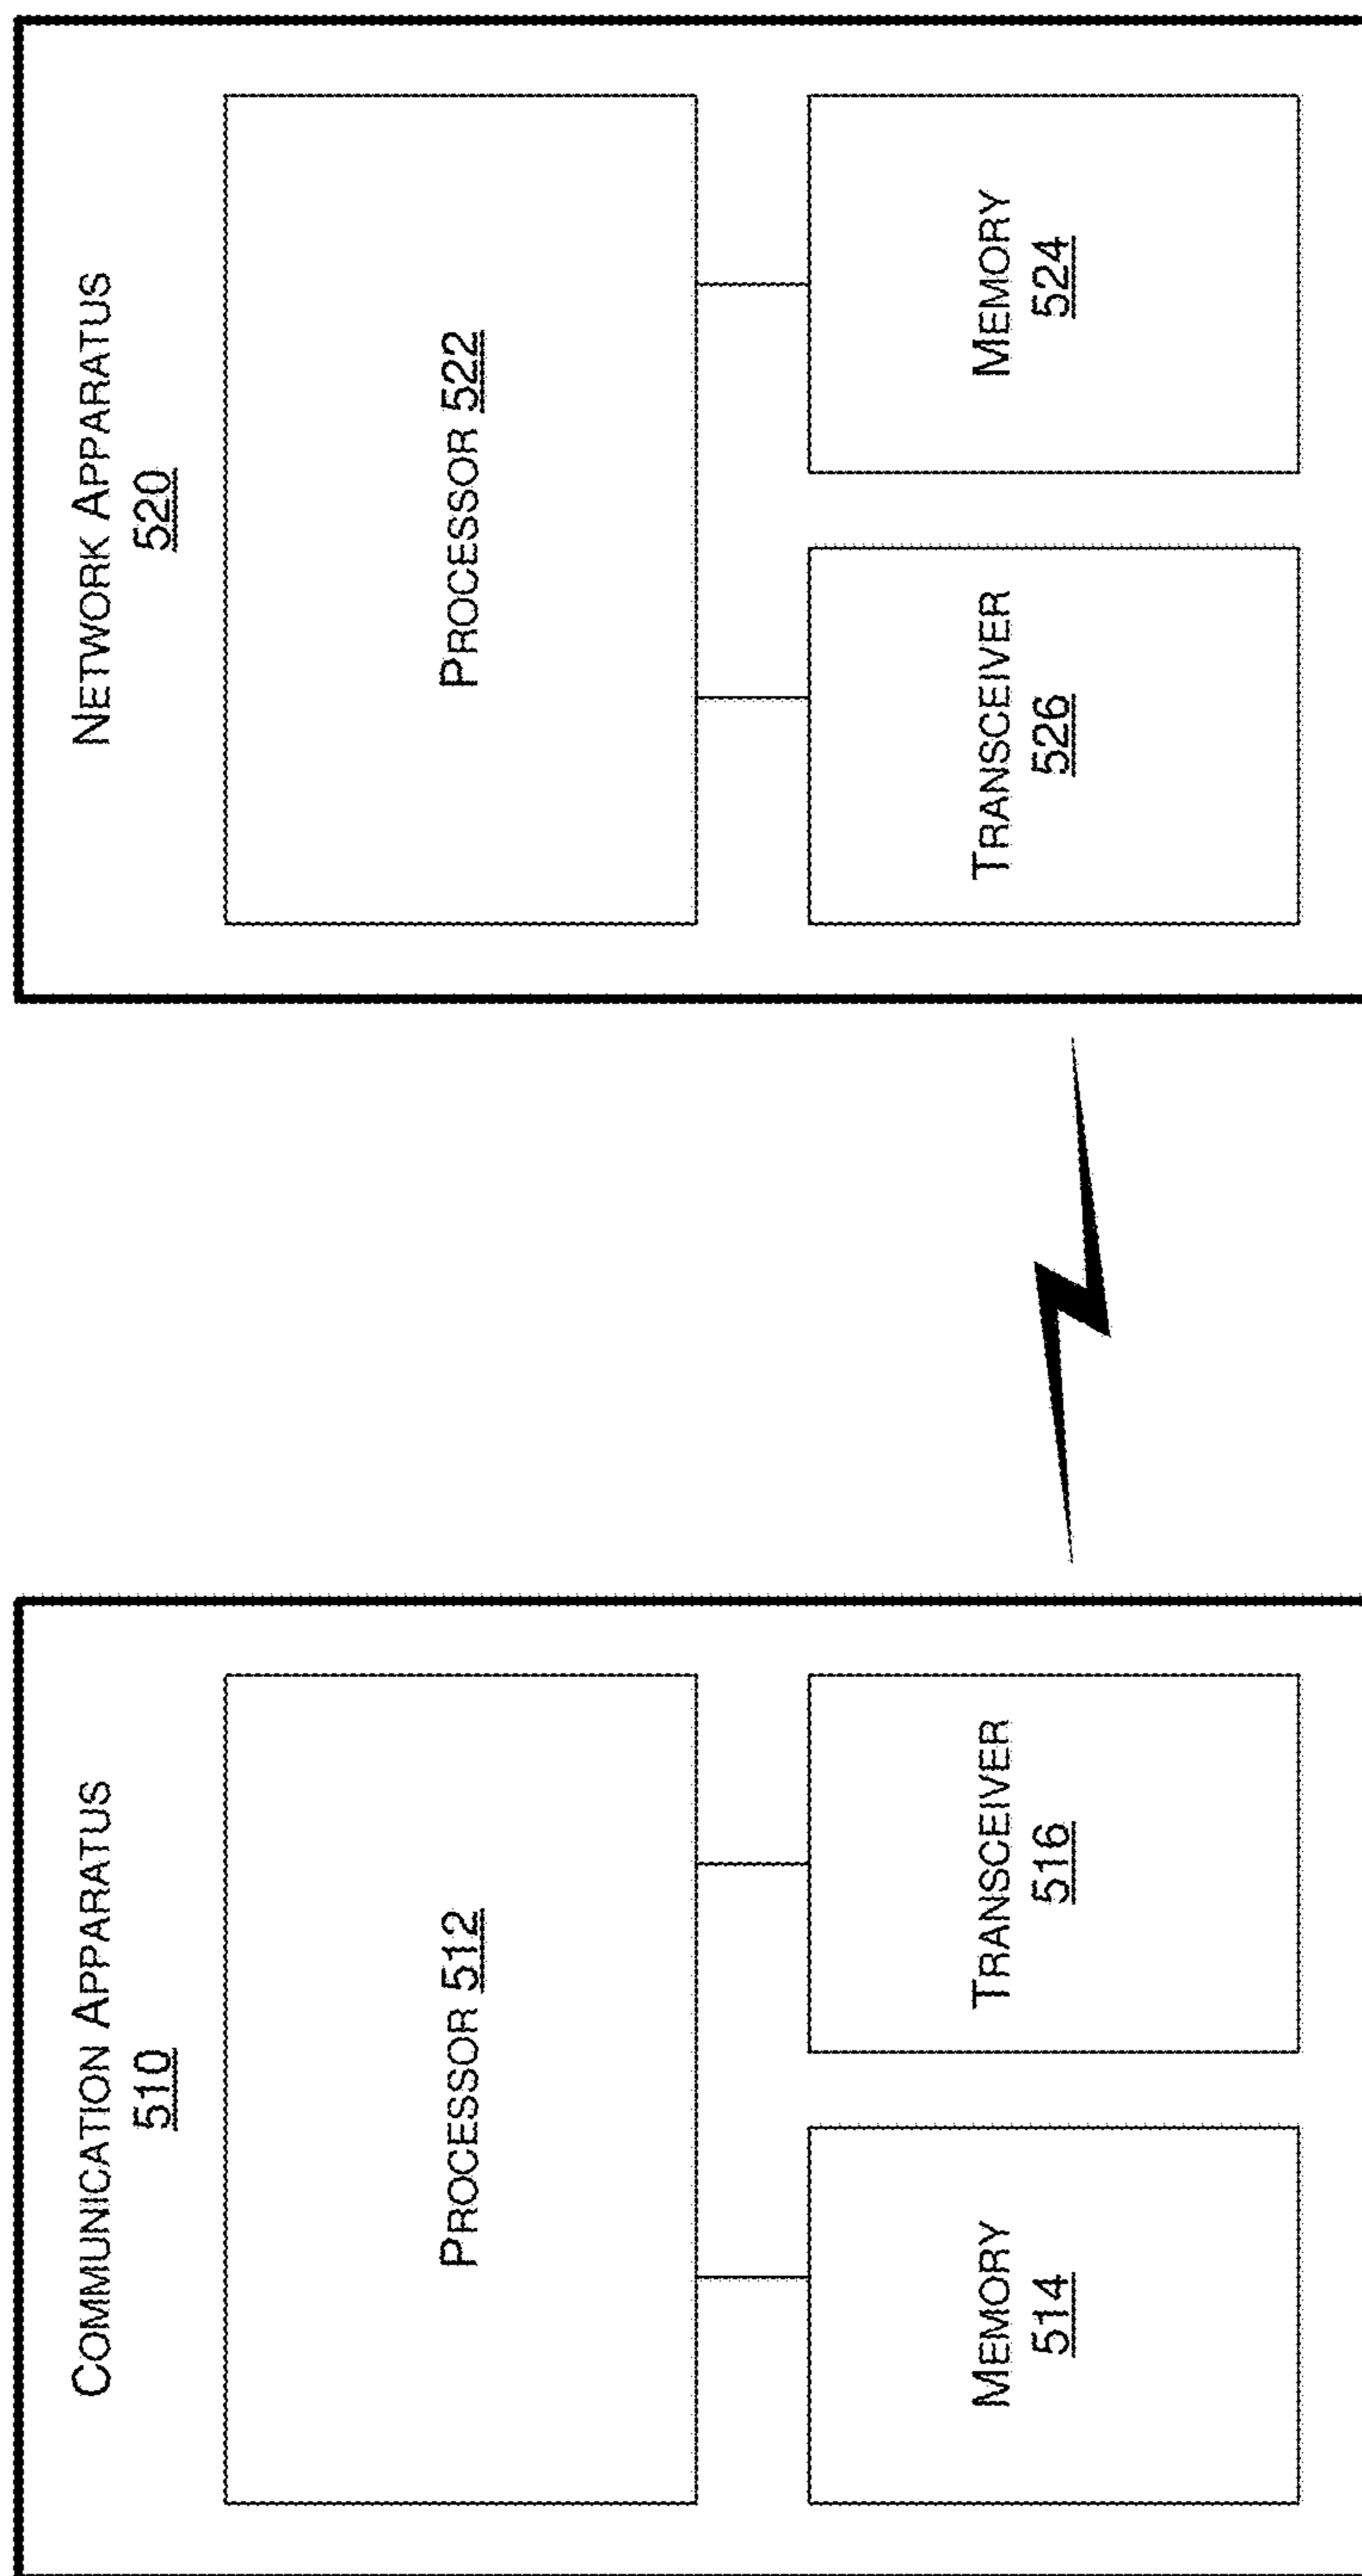 COMMUNICATION APPARATUS
510
PROCESSOR 512
MEMORY
514
TRANSCEIVER
516
NETWORK APPARATUS
520
PROCESSOR 522
TRANSCEIVER
526
MEMORY
524